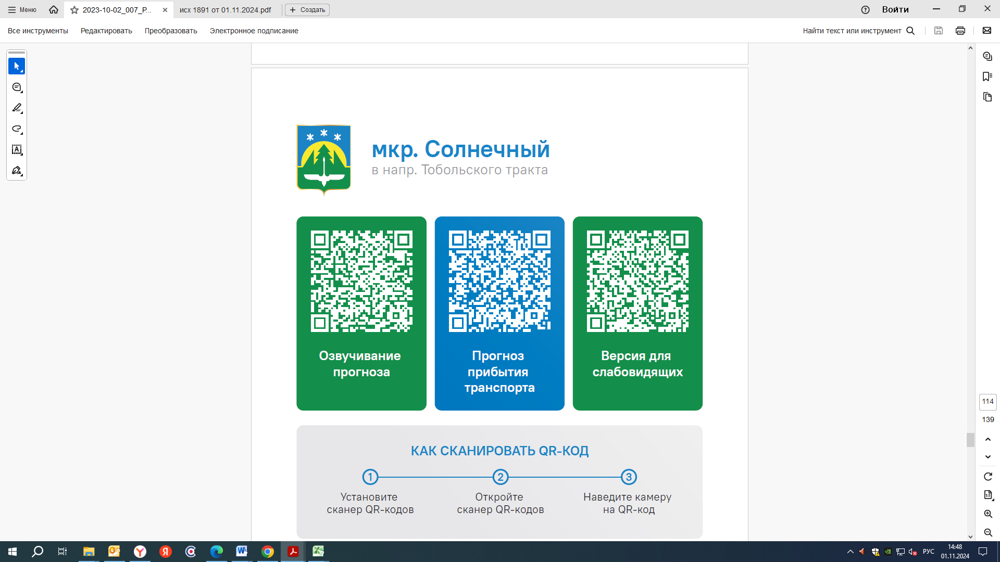 Меню
2023-10-02_007_P...
исх 1891 от 01.11.2024.pdf
Создать
Войти
Все инструменты
Редактировать
Преобразовать
Электронное подписание
Найти текст или инструмент
мкр. Солнечный
в напр. Тобольского тракта
Озвучивание
прогноза
Прогноз
прибытия
транспорта
Версия для
слабовидящих
114
139
КАК СКАНИРОВАТЬ QR-КОД
1
2
3
Установите
сканер QR-кодов
Откройте
сканер QR-кодов
Наведите камеру
на QR-код
РУС
14:48
01.11.2024